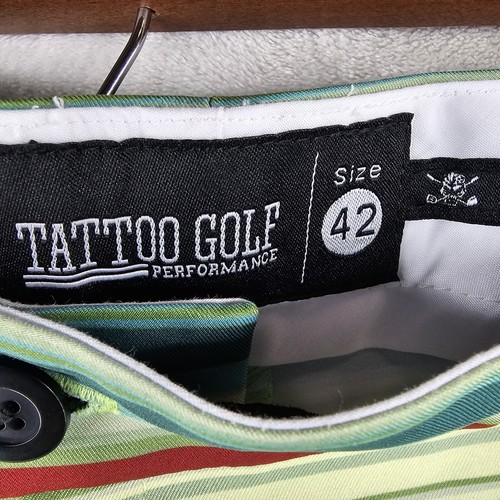 TATTOO GOLF
PERFORMANCE
Size
42